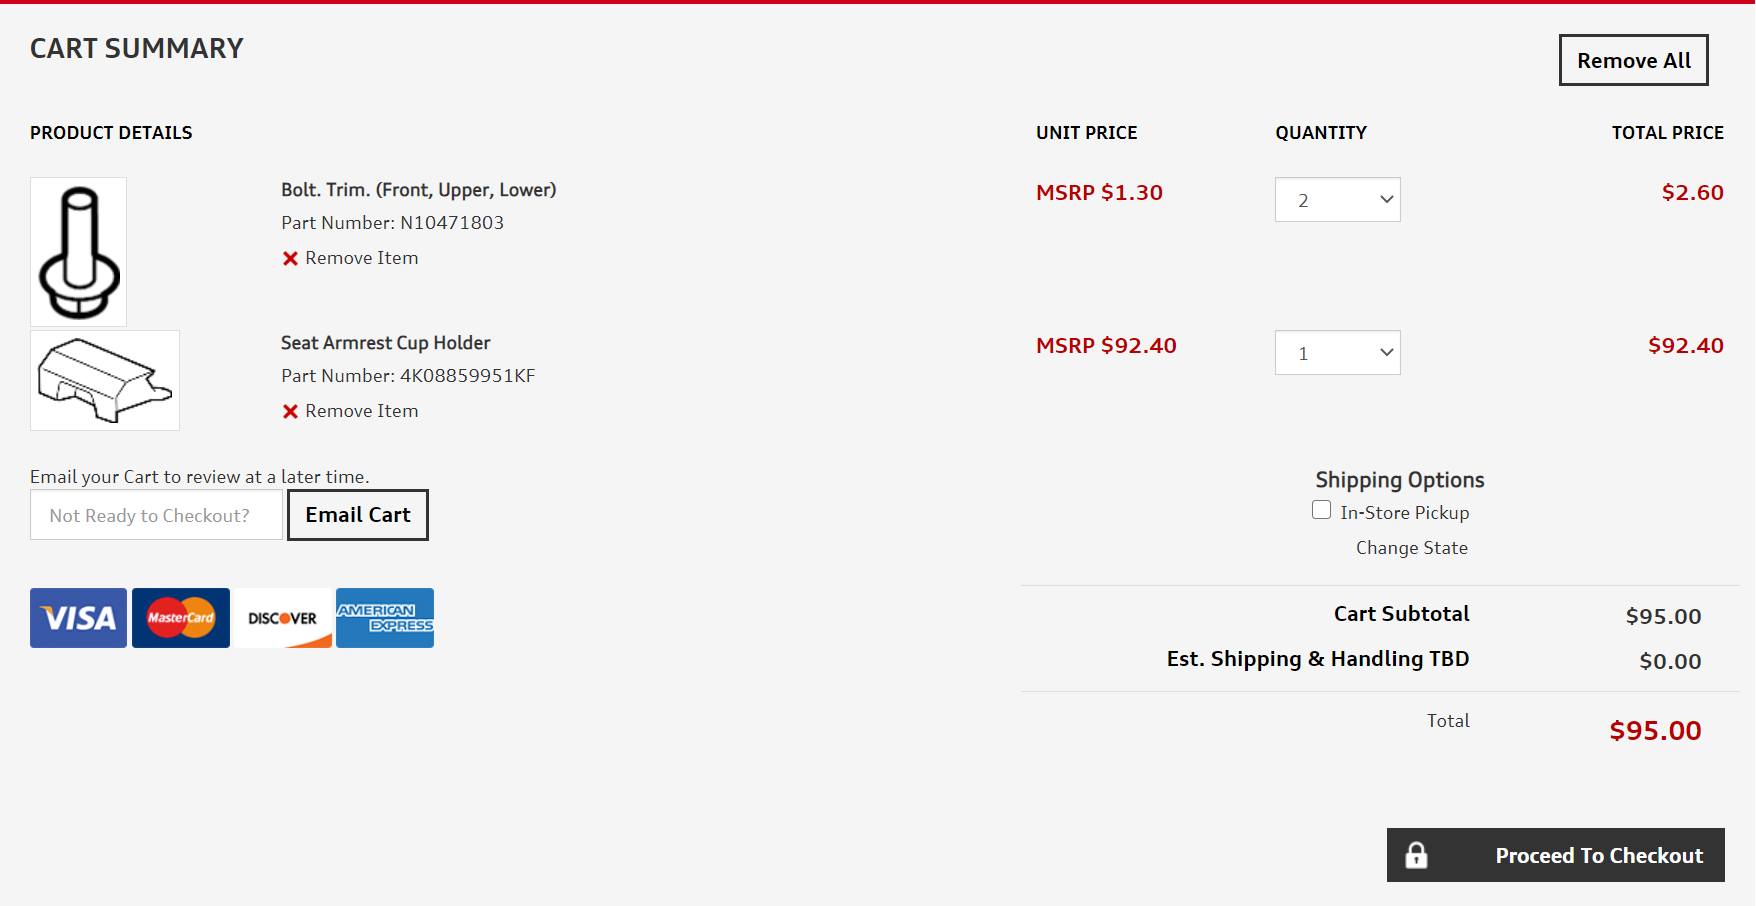 CART SUMMARY
Remove All
PRODUCT DETAILS
UNIT PRICE
QUANTITY
TOTAL PRICE
Bolt. Trim. (Front, Upper, Lower)
Part Number: N10471803
Remove Item
MSRP $1.30
2
$2.60
Seat Armrest Cup Holder
Part Number: 4K08859951KF
Remove Item
MSRP $92.40
1
$92.40
Email your Cart to review at a later time.
Not Ready to Checkout?
Email Cart
VISA
MasterCard
DISCOVER
AMERICAN
EXPRESS
Shipping Options
In-Store Pickup
Change State
Cart Subtotal
$95.00
Est. Shipping & Handling TBD
$0.00
Total
$95.00
Proceed To Checkout